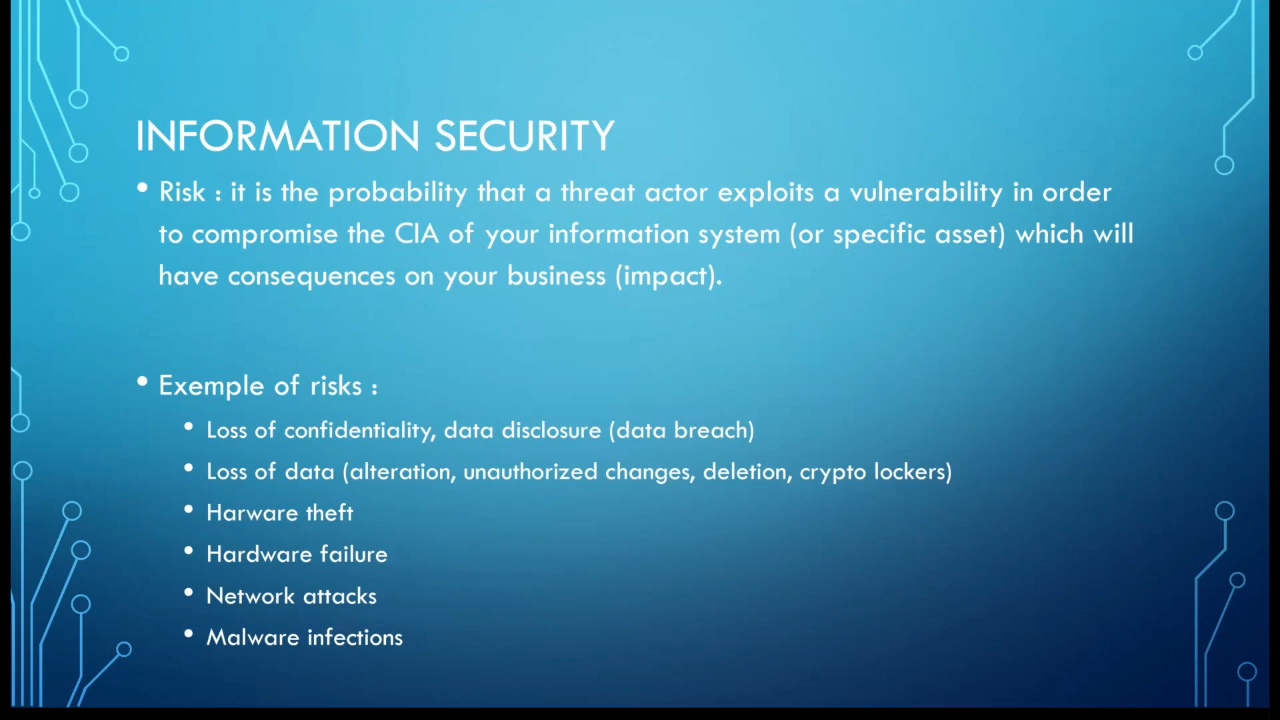 INFORMATION SECURITY
• Risk : it is the probability that a threat actor exploits a vulnerability in order
to compromise the CIA of your information system (or specific asset) which will
have consequences on your business (impact).
• Exemple of risks :
• Loss of confidentiality, data disclosure (data breach)
• Loss of data (alteration, unauthorized changes, deletion, crypto lockers)
• Harware theft
• Hardware failure
• Network attacks
• Malware infections